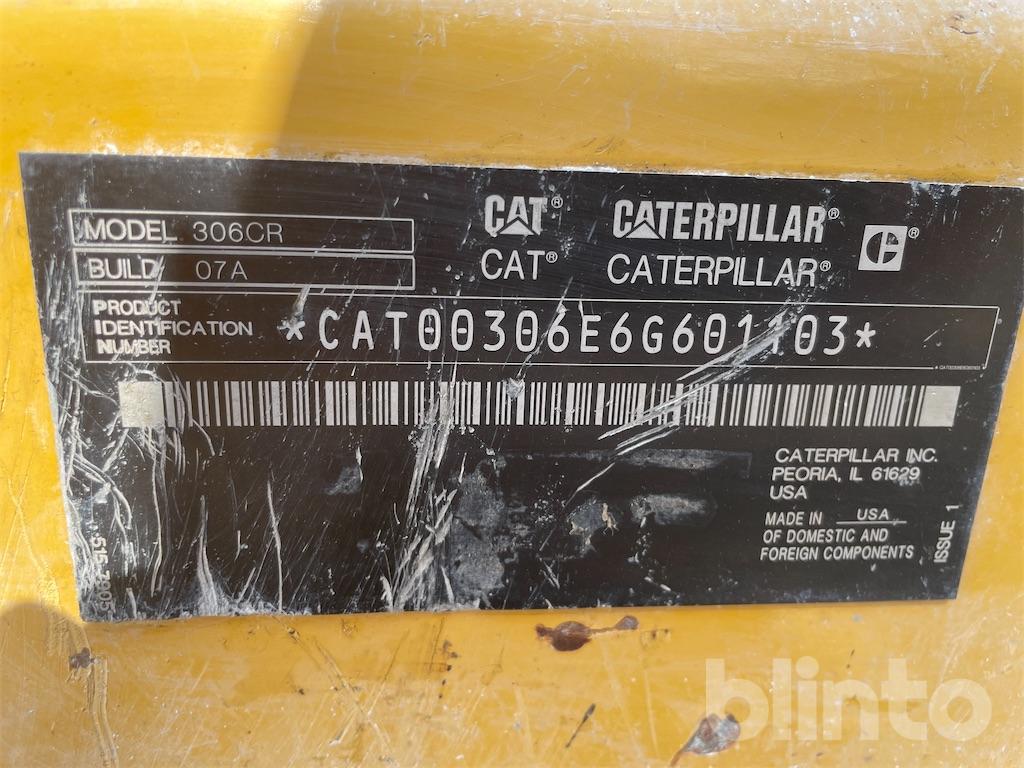 CAT® CATERPILLAR® ®
CAT® CATERPILLAR®
MODEL 306CR
BUILD 07A
PRODUCT
IDENTIFICATION
NUMBER
*CAT00306E6G601103*
CATERPILLAR INC.
PEORIA, IL 61629
USA
MADE IN USA
OF DOMESTIC AND
FOREIGN COMPONENTS
ISSUE 1
blinto